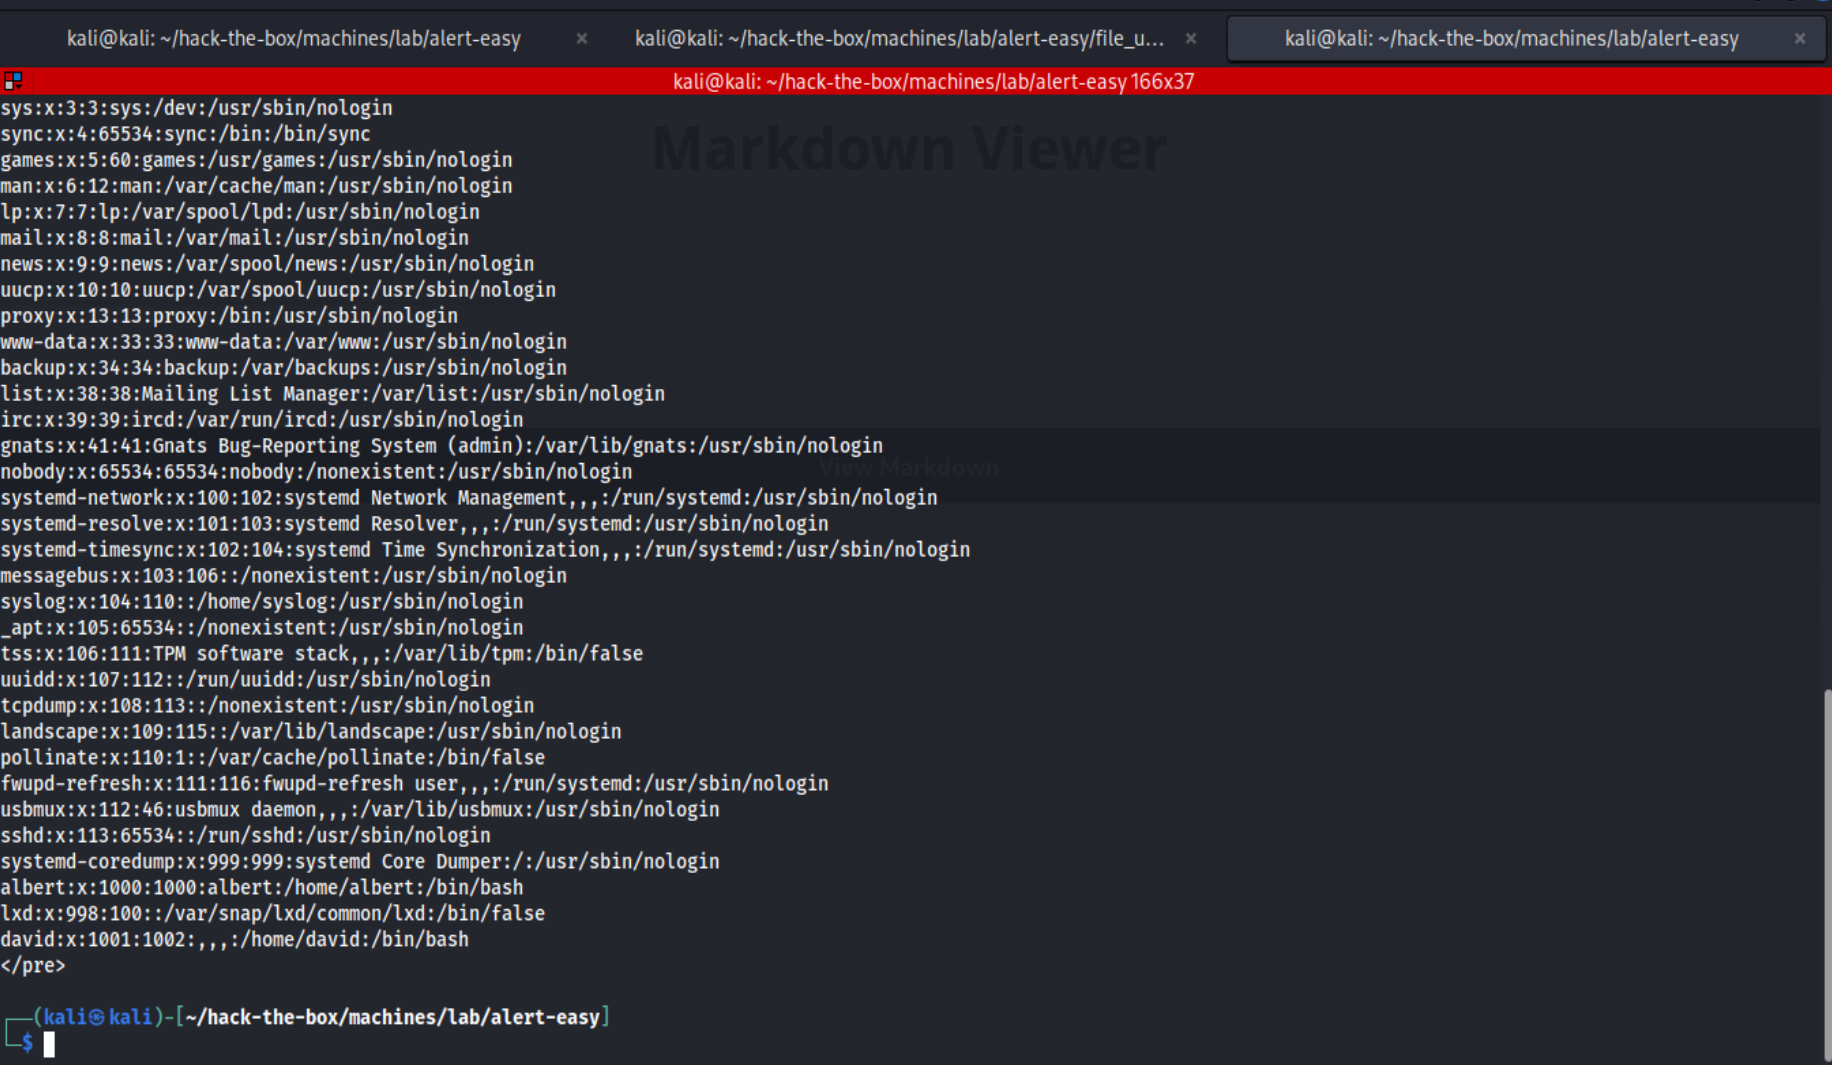 kali@kali: ~/hack-the-box/machines/lab/alert-easy × kali@kali: ~/hack-the-box/machines/lab/alert-easy/file_u... × kali@kali: ~/hack-the-box/machines/lab/alert-easy ×
kali@kali: ~/hack-the-box/machines/lab/alert-easy 166x37
sys:x:3:3:sys:/dev:/usr/sbin/nologin
sync:x:4:65534:sync:/bin:/bin/sync
Markdown Viewer
games:x:5:60:games:/usr/games:/usr/sbin/nologin
man:x:6:12:man:/var/cache/man:/usr/sbin/nologin
lp:x:7:7:lp:/var/spool/lpd:/usr/sbin/nologin
mail:x:8:8:mail:/var/mail:/usr/sbin/nologin
news:x:9:9:news:/var/spool/news:/usr/sbin/nologin
uucp:x:10:10:uucp:/var/spool/uucp:/usr/sbin/nologin
proxy:x:13:13:proxy:/bin:/usr/sbin/nologin
www-data:x:33:33:www-data:/var/www:/usr/sbin/nologin
backup:x:34:34:backup:/var/backups:/usr/sbin/nologin
list:x:38:38:Mailing List Manager:/var/list:/usr/sbin/nologin
irc:x:39:39:ircd:/var/run/ircd:/usr/sbin/nologin
gnats:x:41:41:Gnats Bug-Reporting System (admin):/var/lib/gnats:/usr/sbin/nologin
nobody:x:65534:65534:nobody:/nonexistent:/usr/sbin/nologin
View Markdown
systemd-network:x:100:102:systemd Network Management,,,:/run/systemd:/usr/sbin/nologin
systemd-resolve:x:101:103:systemd Resolver,,,:/run/systemd:/usr/sbin/nologin
systemd-timesync:x:102:104:systemd Time Synchronization,,,:/run/systemd:/usr/sbin/nologin
messagebus:x:103:106::/nonexistent:/usr/sbin/nologin
syslog:x:104:110::/home/syslog:/usr/sbin/nologin
_apt:x:105:65534::/nonexistent:/usr/sbin/nologin
tss:x:106:111:TPM software stack,,,:/var/lib/tpm:/bin/false
uuidd:x:107:112::/run/uuidd:/usr/sbin/nologin
tcpdump:x:108:113::/nonexistent:/usr/sbin/nologin
landscape:x:109:115::/var/lib/landscape:/usr/sbin/nologin
pollinate:x:110:1::/var/cache/pollinate:/bin/false
fwupd-refresh:x:111:116:fwupd-refresh user,,,:/run/systemd:/usr/sbin/nologin
usbmux:x:112:46:usbmux daemon,,,:/var/lib/usbmux:/usr/sbin/nologin
sshd:x:113:65534::/run/sshd:/usr/sbin/nologin
systemd-coredump:x:999:999:systemd Core Dumper:/:/usr/sbin/nologin
albert:x:1000:1000:albert:/home/albert:/bin/bash
lxd:x:998:100::/var/snap/lxd/common/lxd:/bin/false
david:x:1001:1002:,,,:/home/david:/bin/bash
</pre>
┌──(kali㉿kali)-[~/hack-the-box/machines/lab/alert-easy]
└─$